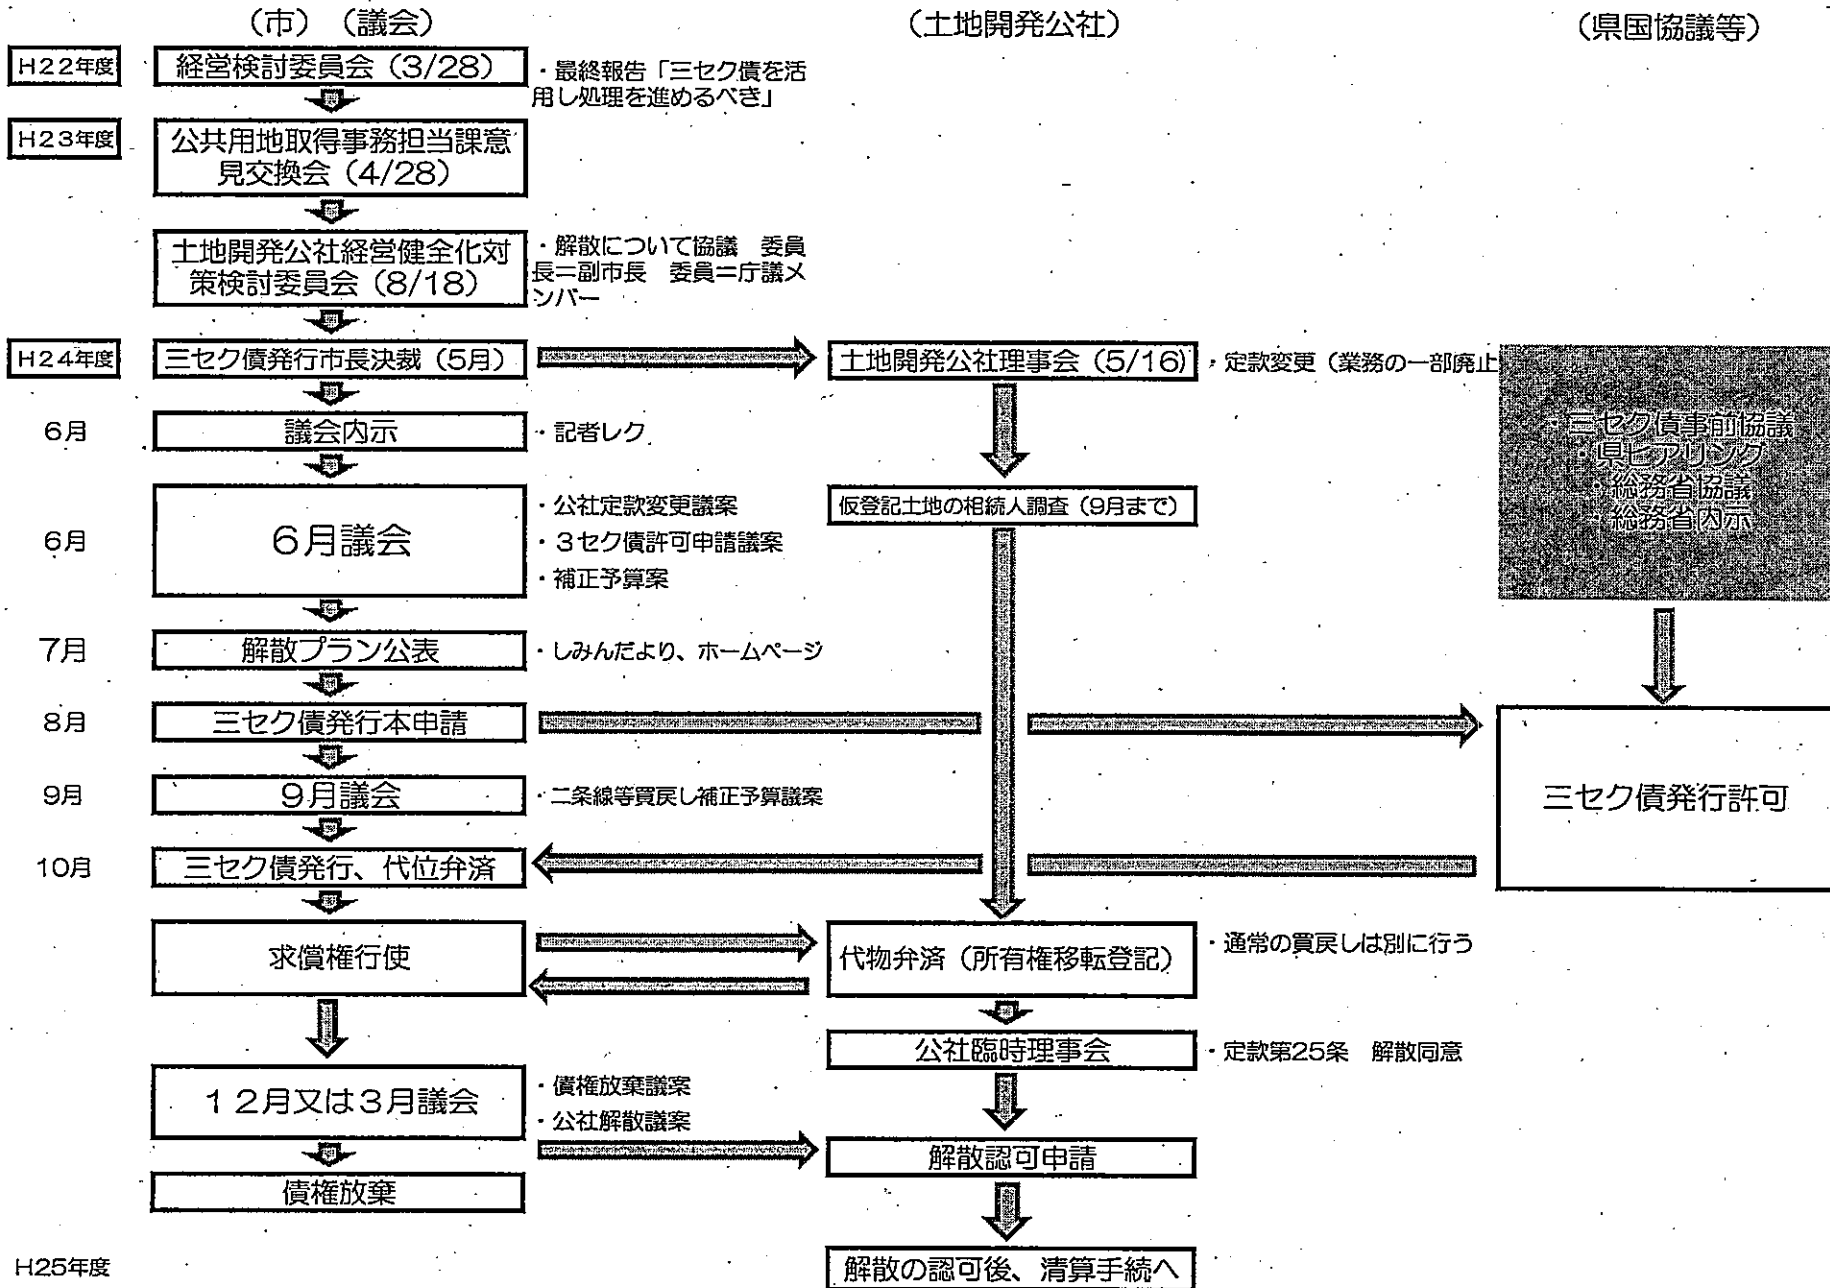 (市) (議会)
(土地開発公社)
(県国協議等)
H22年度
経営検討委員会（3/28）
・最終報告「三セク債を活
用し処理を進めるべき」
H23年度
公共用地取得事務担当課意
見交換会（4/28）
土地開発公社経営健全化対
策検討委員会（8/18）
・解散について協議　委員
長＝副市長　委員＝庁議メ
ンバー
H24年度
三セク債発行市長決裁（5月）
土地開発公社理事会（5/16）
・定款変更（業務の一部廃止
・三セク債事前協議
・県ヒアリング
・総務省協議
・総務省内示
6月
議会内示
・記者レク
仮登記土地の相続人調査（9月まで）
6月
６月議会
・公社定款変更議案
・３セク債許可申請議案
・補正予算案
7月
解散プラン公表
・しみんだより、ホームページ
8月
三セク債発行本申請
三セク債発行許可
9月
９月議会
・二条線等買戻し補正予算議案
10月
三セク債発行、代位弁済
求償権行使
代物弁済（所有権移転登記）
・通常の買戻しは別に行う
公社臨時理事会
・定款第25条　解散同意
１２月又は３月議会
・債権放棄議案
・公社解散議案
解散認可申請
債権放棄
H25年度
解散の認可後、清算手続へ